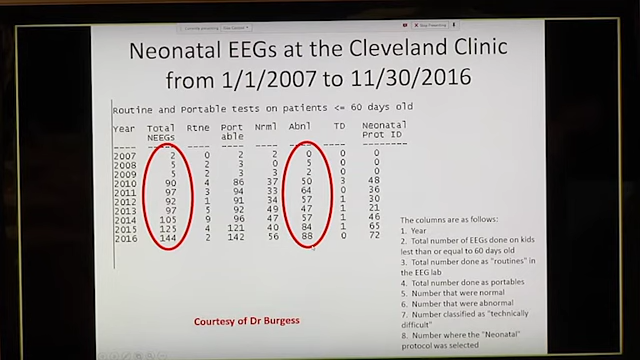 Neonatal EEGs at the Cleveland Clinic
from 1/1/2007 to 11/30/2016
Routine and Portable tests on patients <= 60 days old
Year Total NEEGs Rtne Portable Nrml Abnl TD Neonatal Prot ID
2007 2 0 2 2 0 0 0
2008 5 2 3 0 5 0 0
2009 5 2 3 3 2 0 0
2010 90 4 86 37 50 3 48
2011 97 3 94 33 64 0 36
2012 92 1 91 34 57 1 30
2013 97 5 92 49 47 1 21
2014 105 9 96 47 57 1 46
2015 125 4 121 40 84 1 65
2016 144 2 142 56 88 0 72
The columns are as follows:
1. Year
2. Total number of EEGs done on kids
less than or equal to 60 days old
3. Total number done as "routines" in
the EEG lab
4. Total number done as portables
5. Number that were normal
6. Number that were abnormal
7. Number classified as "technically
difficult"
8. Number where the "Neonatal"
protocol was selected
Courtesy of Dr Burgess